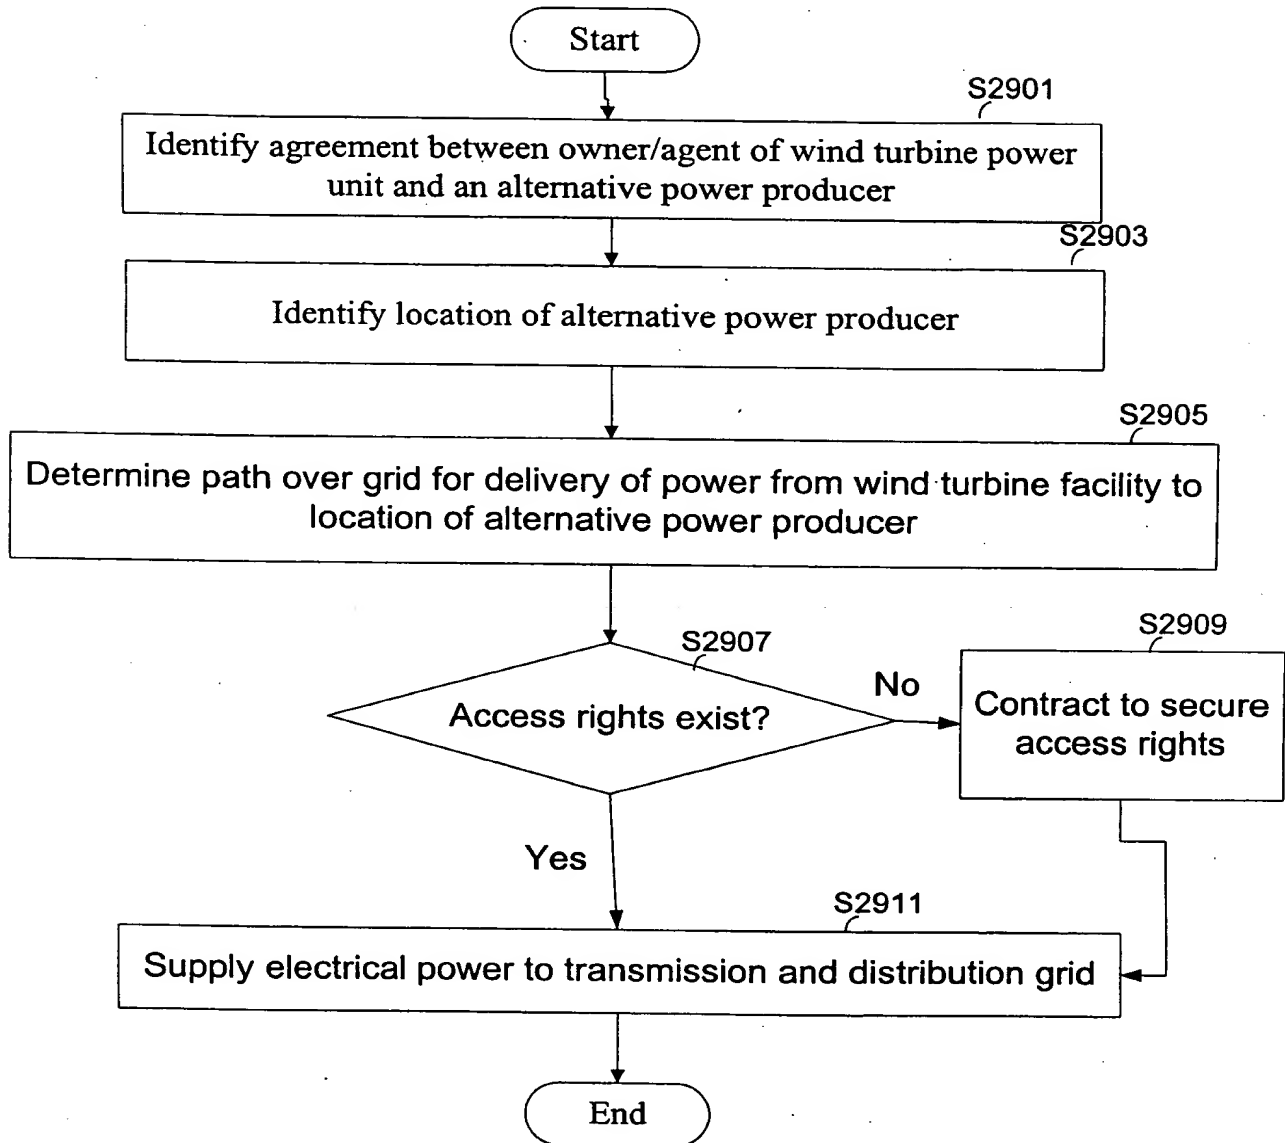 Start
S2901
Identify agreement between owner/agent of wind turbine power
unit and an alternative power producer
S2903
Identify location of alternative power producer
S2905
Determine path over grid for delivery of power from wind turbine facility to
location of alternative power producer
S2907
Access rights exist?
No
S2909
Contract to secure
access rights
Yes
S2911
Supply electrical power to transmission and distribution grid
End